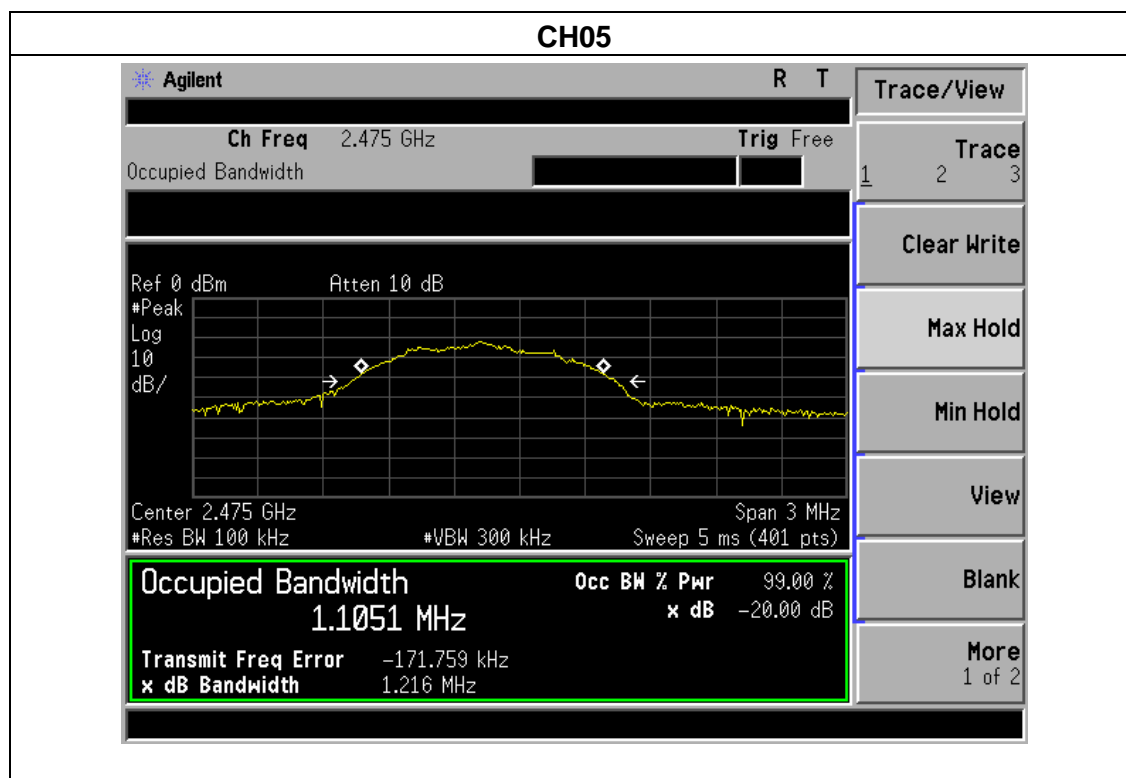 CH05
Agilent R T
Trace/View
Ch Freq 2.475 GHz Trig Free
Occupied Bandwidth
Trace
1 2 3
Clear Write
Ref 0 dBm Atten 10 dB
#Peak
Log
10
dB/
Max Hold
Min Hold
View
Center 2.475 GHz Span 3 MHz
#Res BW 100 kHz #VBW 300 kHz Sweep 5 ms (401 pts)
Occupied Bandwidth Occ BW % Pwr 99.00 %
1.1051 MHz x dB -20.00 dB
Blank
Transmit Freq Error -171.759 kHz
x dB Bandwidth 1.216 MHz
More
1 of 2